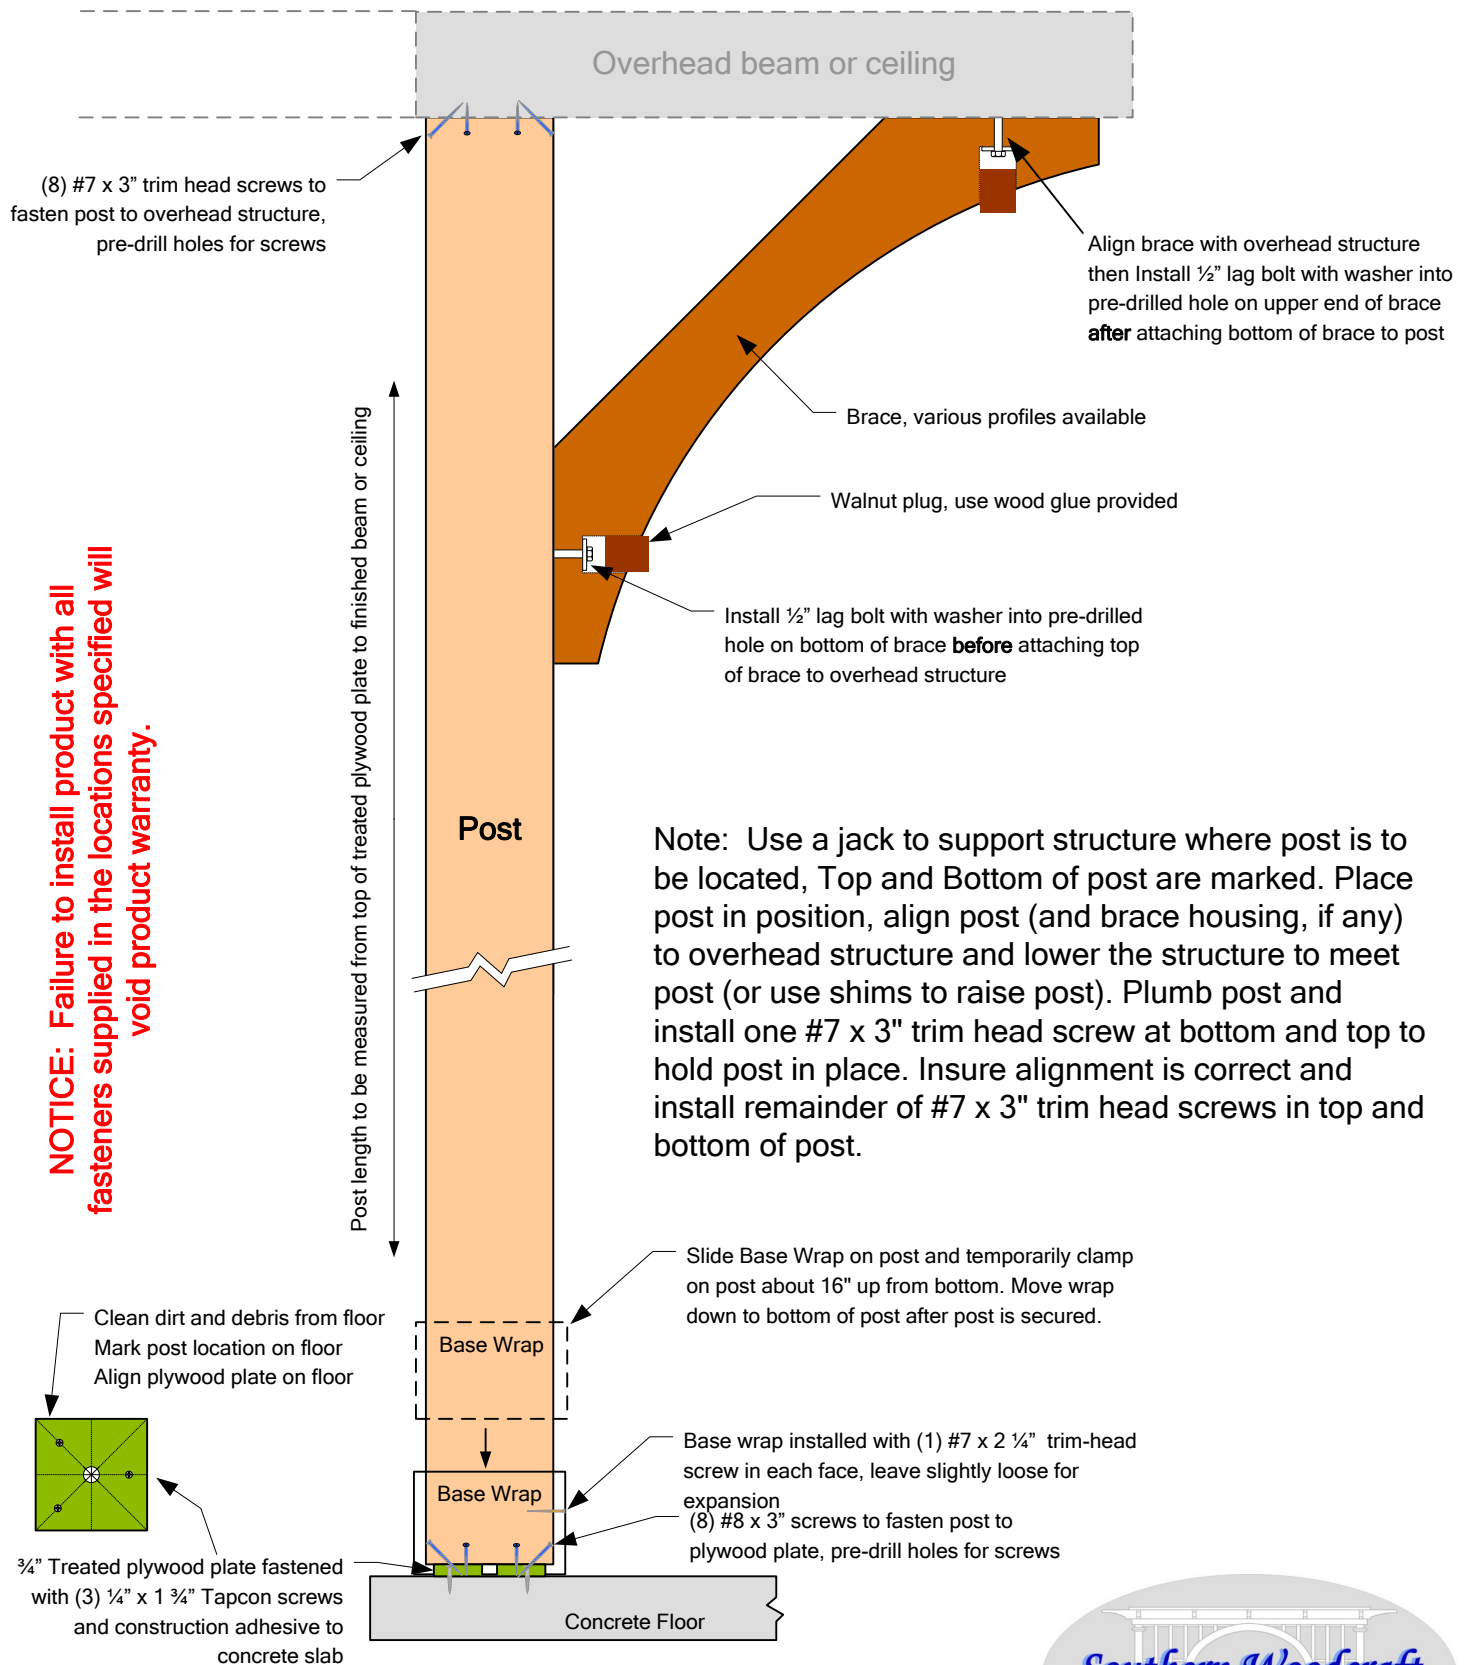 Overhead beam or ceiling
(8) #7 x 3” trim head screws to
fasten post to overhead structure,
pre-drill holes for screws
Align brace with overhead structure
then Install ½” lag bolt with washer into
pre-drilled hole on upper end of brace
after attaching bottom of brace to post
Brace, various profiles available
Walnut plug, use wood glue provided
Install ½” lag bolt with washer into pre-drilled
hole on bottom of brace before attaching top
of brace to overhead structure
Post length to be measured from top of treated plywood plate to finished beam or ceiling
NOTICE: Failure to install product with all
fasteners supplied in the locations specified will
void product warranty.
Post
Note: Use a jack to support structure where post is to
be located, Top and Bottom of post are marked. Place
post in position, align post (and brace housing, if any)
to overhead structure and lower the structure to meet
post (or use shims to raise post). Plumb post and
install one #7 x 3" trim head screw at bottom and top to
hold post in place. Insure alignment is correct and
install remainder of #7 x 3" trim head screws in top and
bottom of post.
Slide Base Wrap on post and temporarily clamp
on post about 16" up from bottom. Move wrap
down to bottom of post after post is secured.
Clean dirt and debris from floor
Mark post location on floor
Align plywood plate on floor
Base Wrap
Base wrap installed with (1) #7 x 2 ¼” trim-head
screw in each face, leave slightly loose for
expansion
Base Wrap
(8) #8 x 3” screws to fasten post to
plywood plate, pre-drill holes for screws
¾” Treated plywood plate fastened
with (3) ¼” x 1 ¾” Tapcon screws
and construction adhesive to
concrete slab
Concrete Floor
Southern Woodcraft